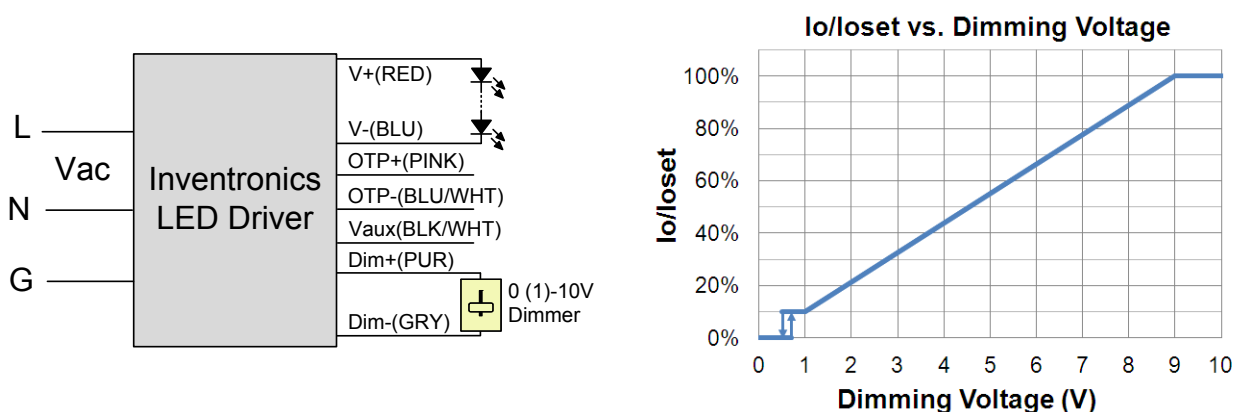 L
Vac
N
G
Inventronics
LED Driver
V+(RED)
V-(BLU)
OTP+(PINK)
OTP-(BLU/WHT)
Vaux(BLK/WHT)
Dim+(PUR)
Dim-(GRY)
0 (1)-10V
Dimmer
Io/Ioset vs. Dimming Voltage
Io/Ioset
100%
80%
60%
40%
20%
0%
0 1 2 3 4 5 6 7 8 9 10
Dimming Voltage (V)